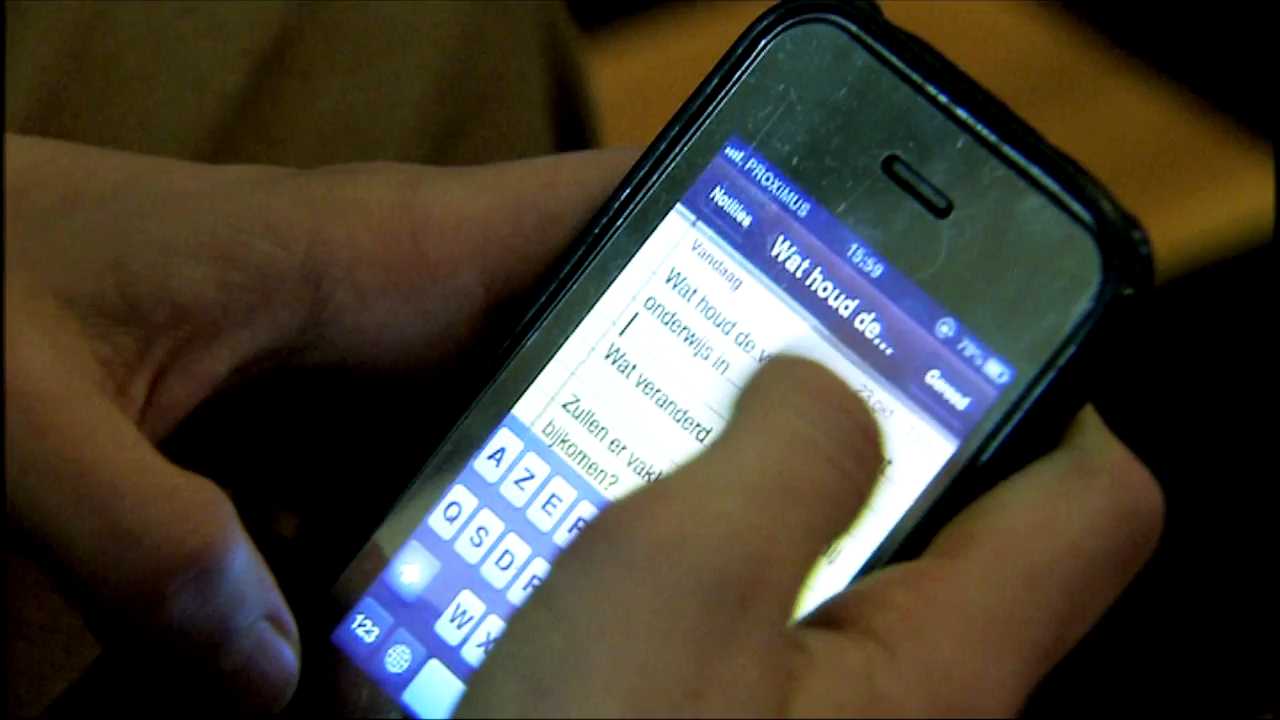 PROXIMUS 15:59 79%
Notities Wat houd de... Gereed
Vandaag
Wat houd de
onderwijs in
Wat veranderd
Zullen er
bijkomen?
A Z E
Q S D
W X
123